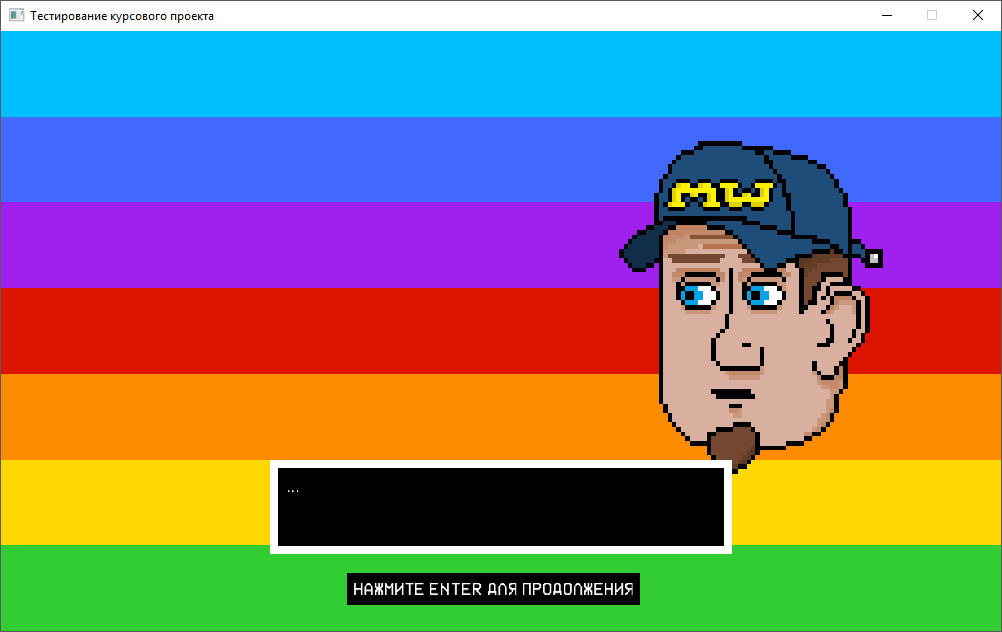 Тестирование курсового проекта
MW
...
НАЖМИТЕ ENTER ДЛЯ ПРОДОЛЖЕНИЯ